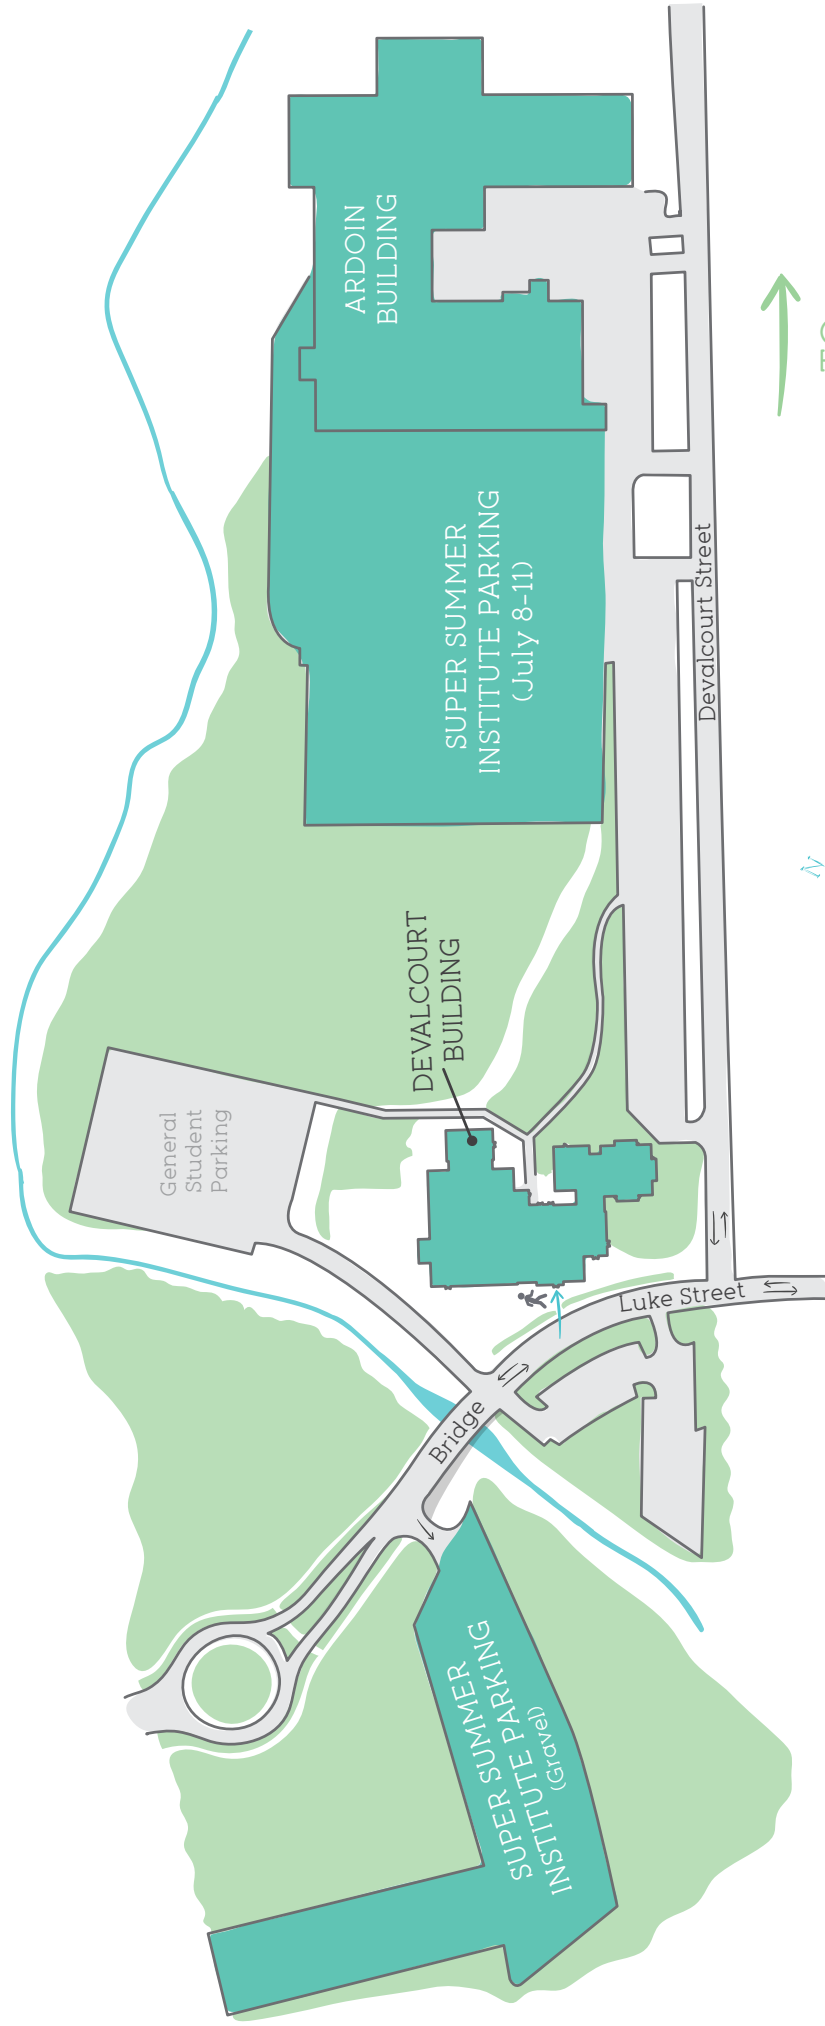 ARDOIN
BUILDING
SUPER SUMMER
INSTITUTE PARKING
(July 8-11)
Devalcourt Street
N
DEVALCOURT
BUILDING
General
Student
Parking
Luke Street
Bridge
SUPER SUMMER
INSTITUTE PARKING
(Gravel)